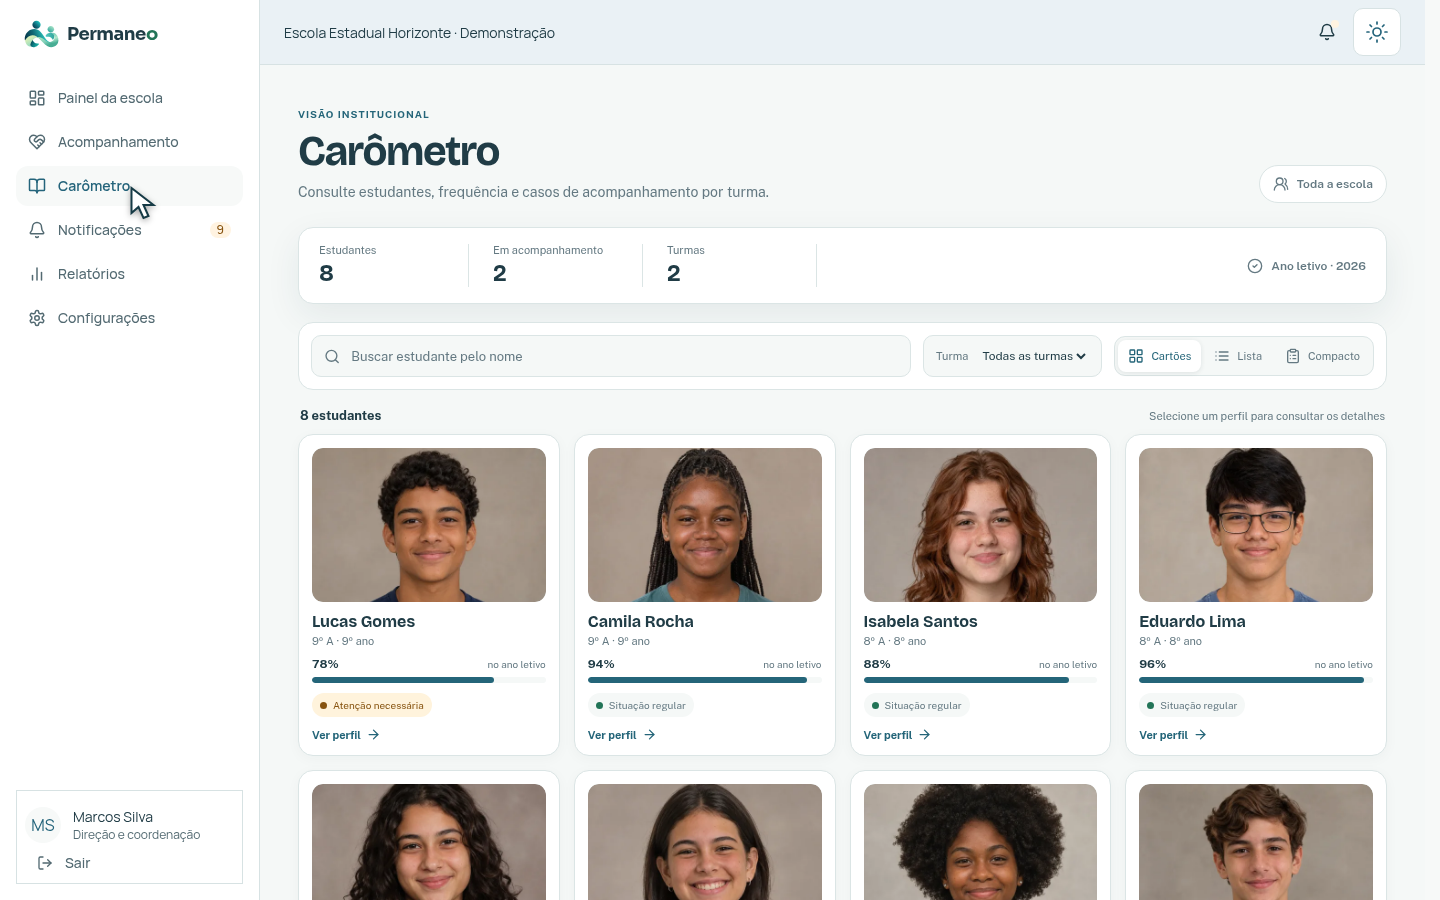 Permaneo
Painel da escola
Acompanhamento
Carômetro
Notificações 9
Relatórios
Configurações
MS
Marcos Silva
Direção e coordenação
Sair
Escola Estadual Horizonte · Demonstração
VISÃO INSTITUCIONAL
Carômetro
Consulte estudantes, frequência e casos de acompanhamento por turma.
Toda a escola
Estudantes
8
Em acompanhamento
2
Turmas
2
Ano letivo · 2026
Buscar estudante pelo nome
Turma Todas as turmas
Cartões
Lista
Compacto
8 estudantes
Selecione um perfil para consultar os detalhes
Lucas Gomes
9º A · 9º ano
78% no ano letivo
Atenção necessária
Ver perfil
Camila Rocha
9º A · 9º ano
94% no ano letivo
Situação regular
Ver perfil
Isabela Santos
8º A · 8º ano
88% no ano letivo
Situação regular
Ver perfil
Eduardo Lima
8º A · 8º ano
96% no ano letivo
Situação regular
Ver perfil